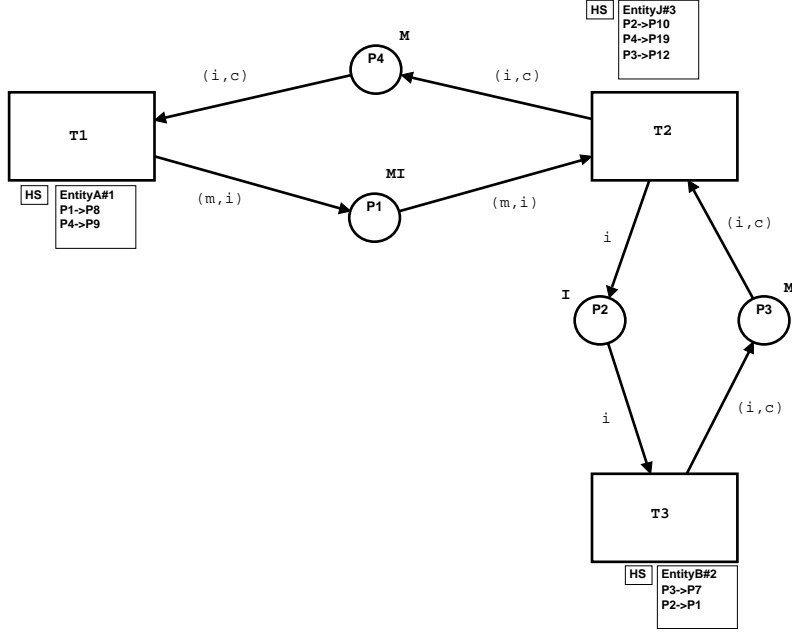 HS
EntityJ#3
P2->P10
P4->P19
P3->P12
M
P4
(i,c)
(i,c)
T1
T2
MI
HS
EntityA#1
P1->P8
P4->P9
(m,i)
P1
(m,i)
i
(i,c)
I
P2
M
P3
i
(i,c)
T3
HS
EntityB#2
P3->P7
P2->P1